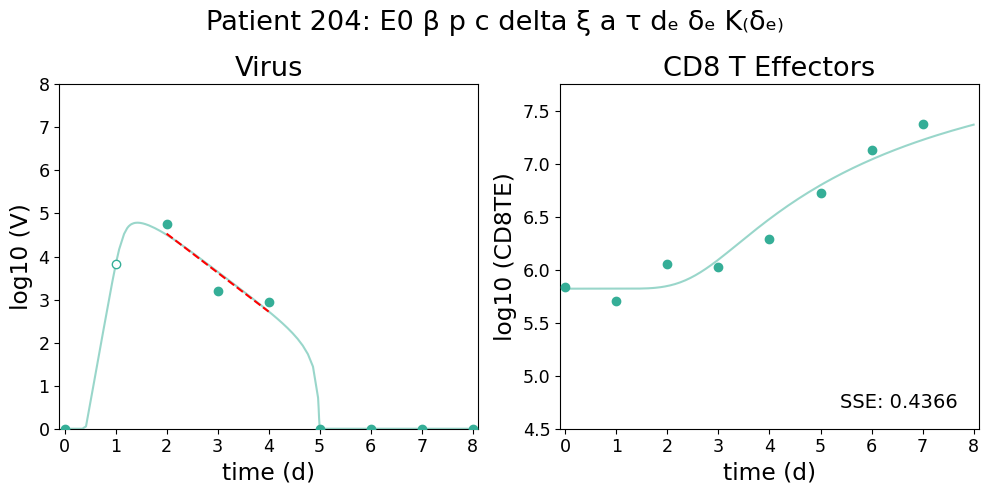 Patient 204: E0 β p c delta ξ a τ dₑ δₑ K₍δₑ₎
Virus
CD8 T Effectors
log10 (V)
8
7
6
5
4
3
2
1
0
0 1 2 3 4 5 6 7 8
time (d)
log10 (CD8TE)
7.5
7.0
6.5
6.0
5.5
5.0
4.5
SSE: 0.4366
0 1 2 3 4 5 6 7 8
time (d)